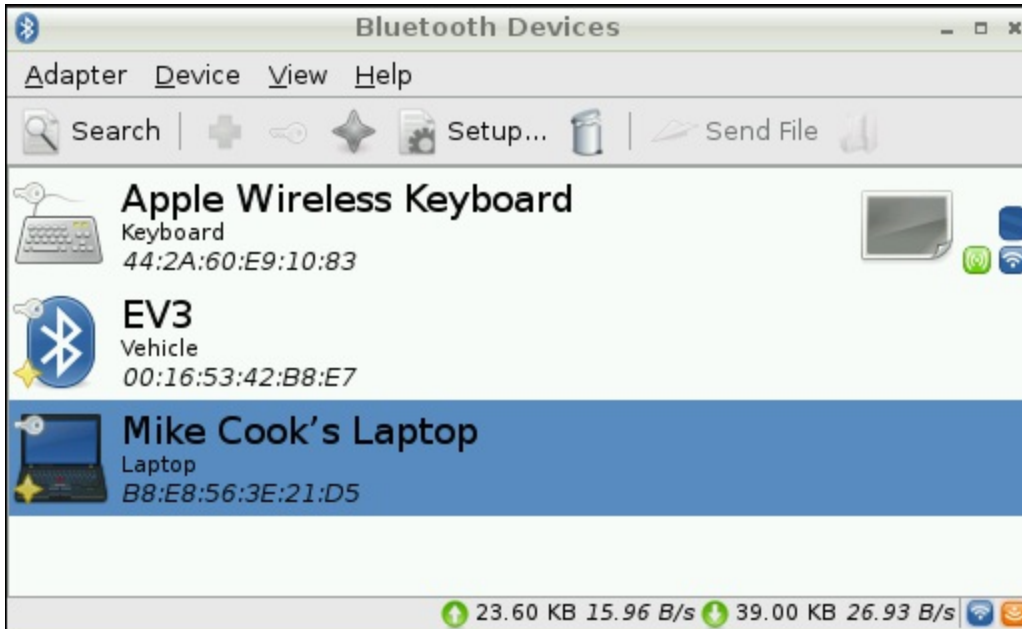 Bluetooth Devices
Adapter Device View Help
Search Setup... Send File
Apple Wireless Keyboard
Keyboard
44:2A:60:E9:10:83
EV3
Vehicle
00:16:53:42:B8:E7
Mike Cook’s Laptop
Laptop
B8:E8:56:3E:21:D5
23.60 KB 15.96 B/s 39.00 KB 26.93 B/s